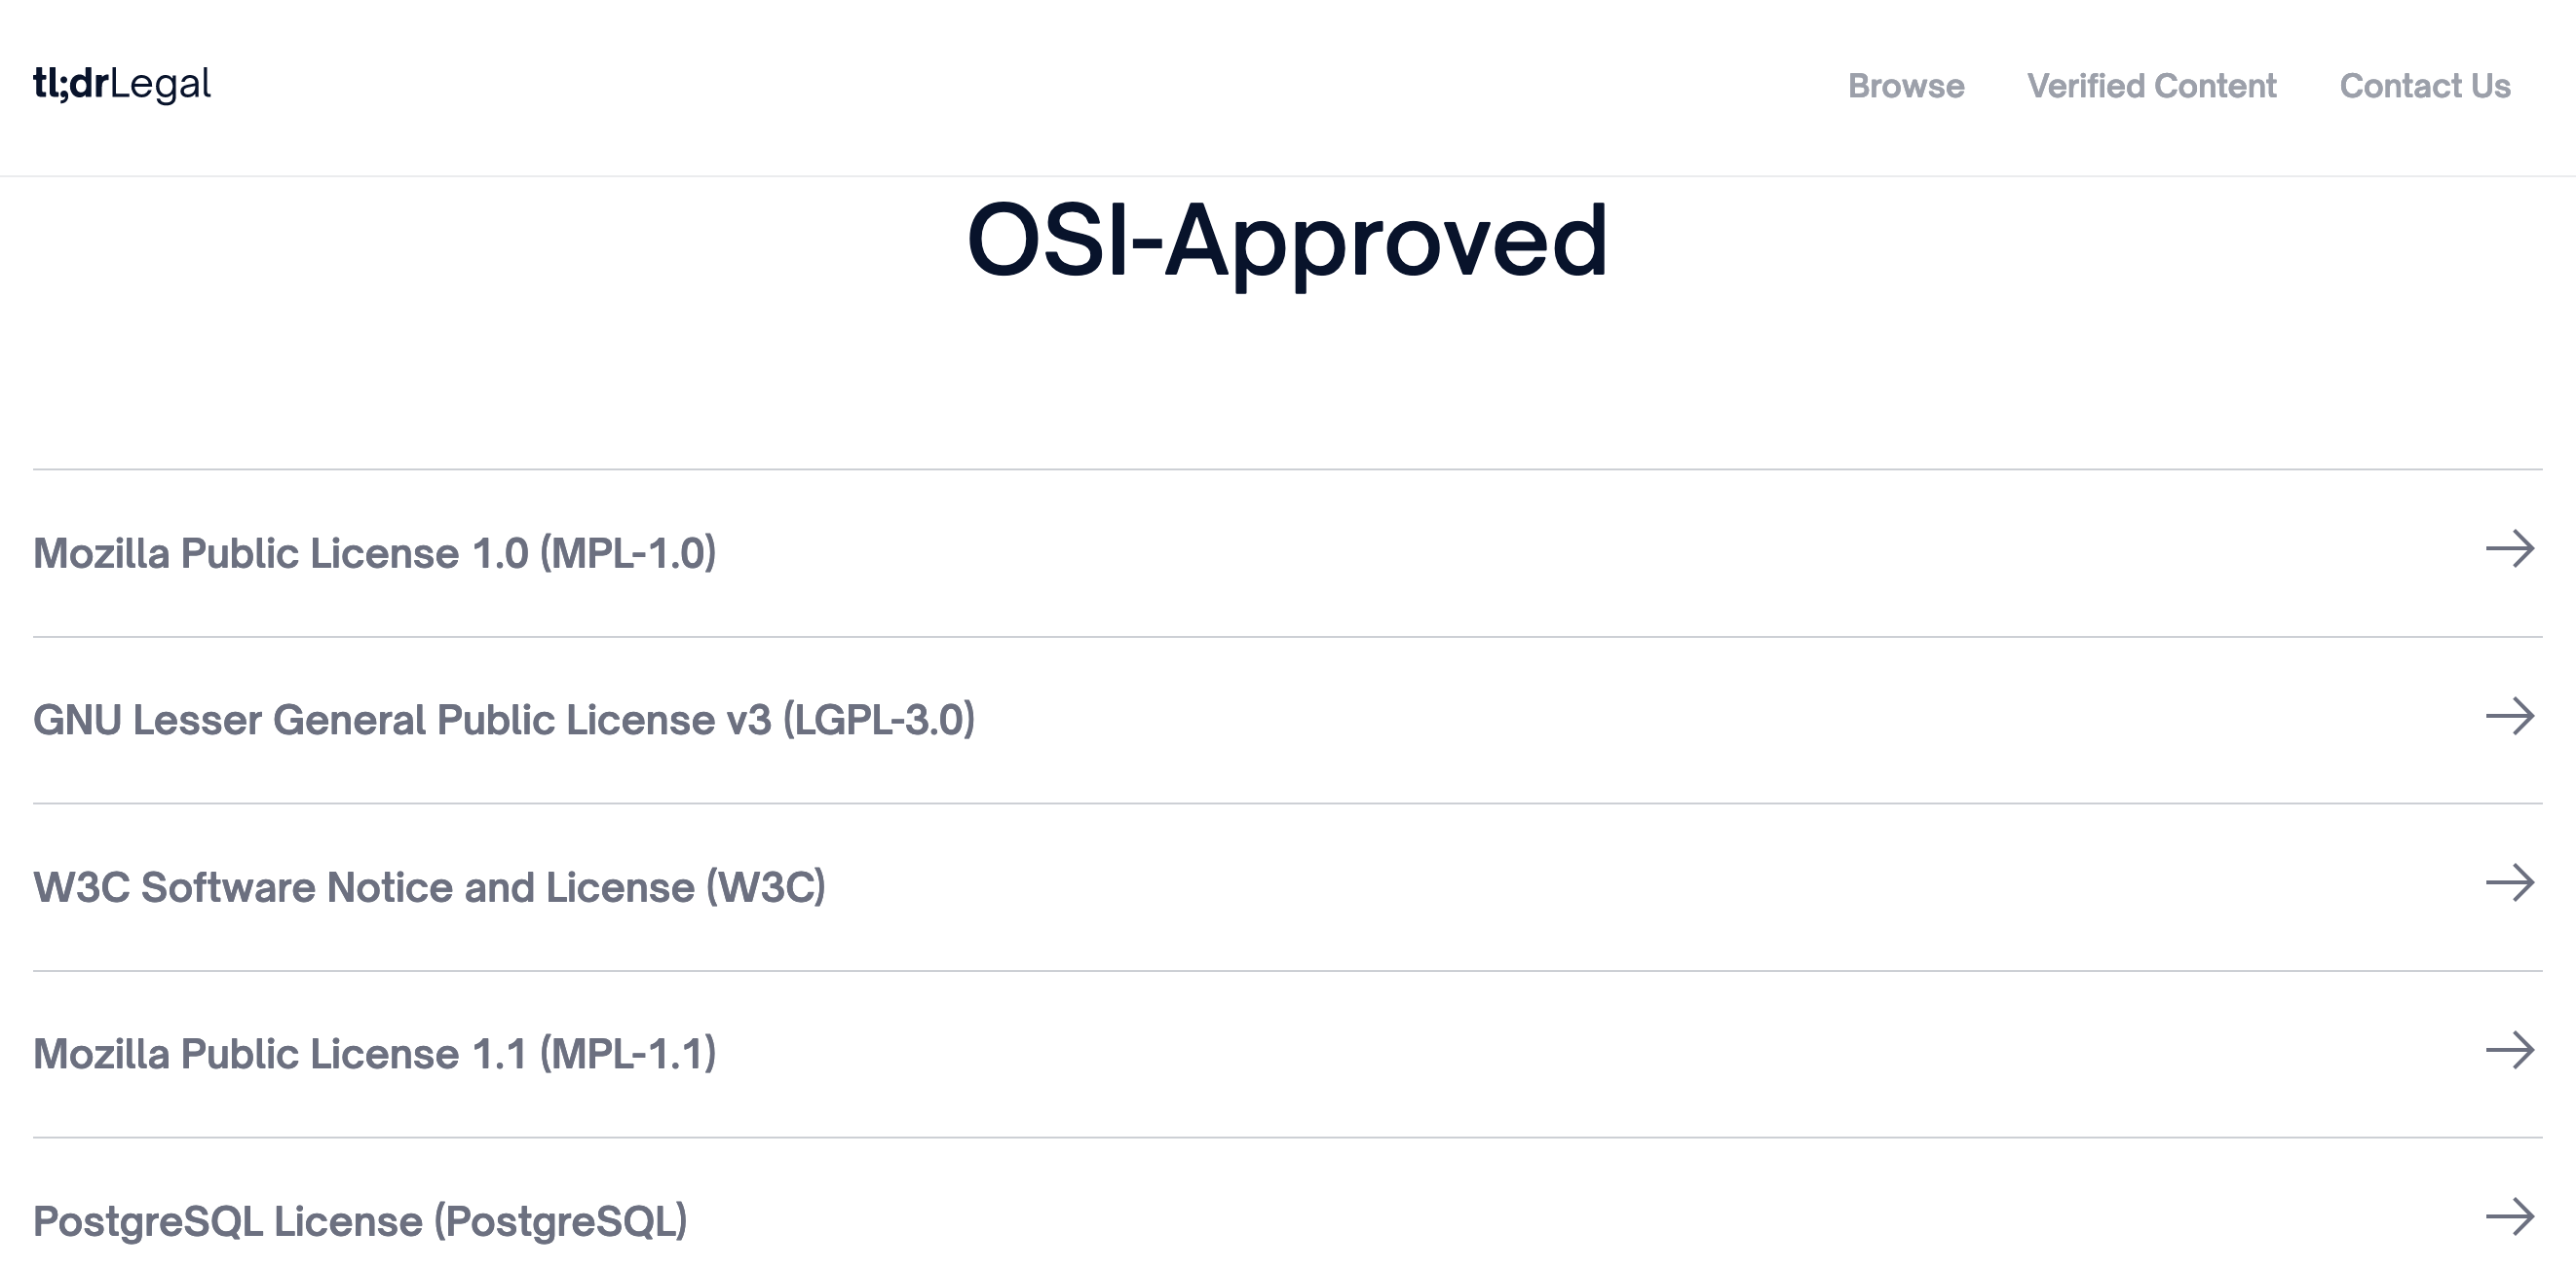 tl;drLegal
Browse Verified Content Contact Us
OSI-Approved
Mozilla Public License 1.0 (MPL-1.0)
GNU Lesser General Public License v3 (LGPL-3.0)
W3C Software Notice and License (W3C)
Mozilla Public License 1.1 (MPL-1.1)
PostgreSQL License (PostgreSQL)